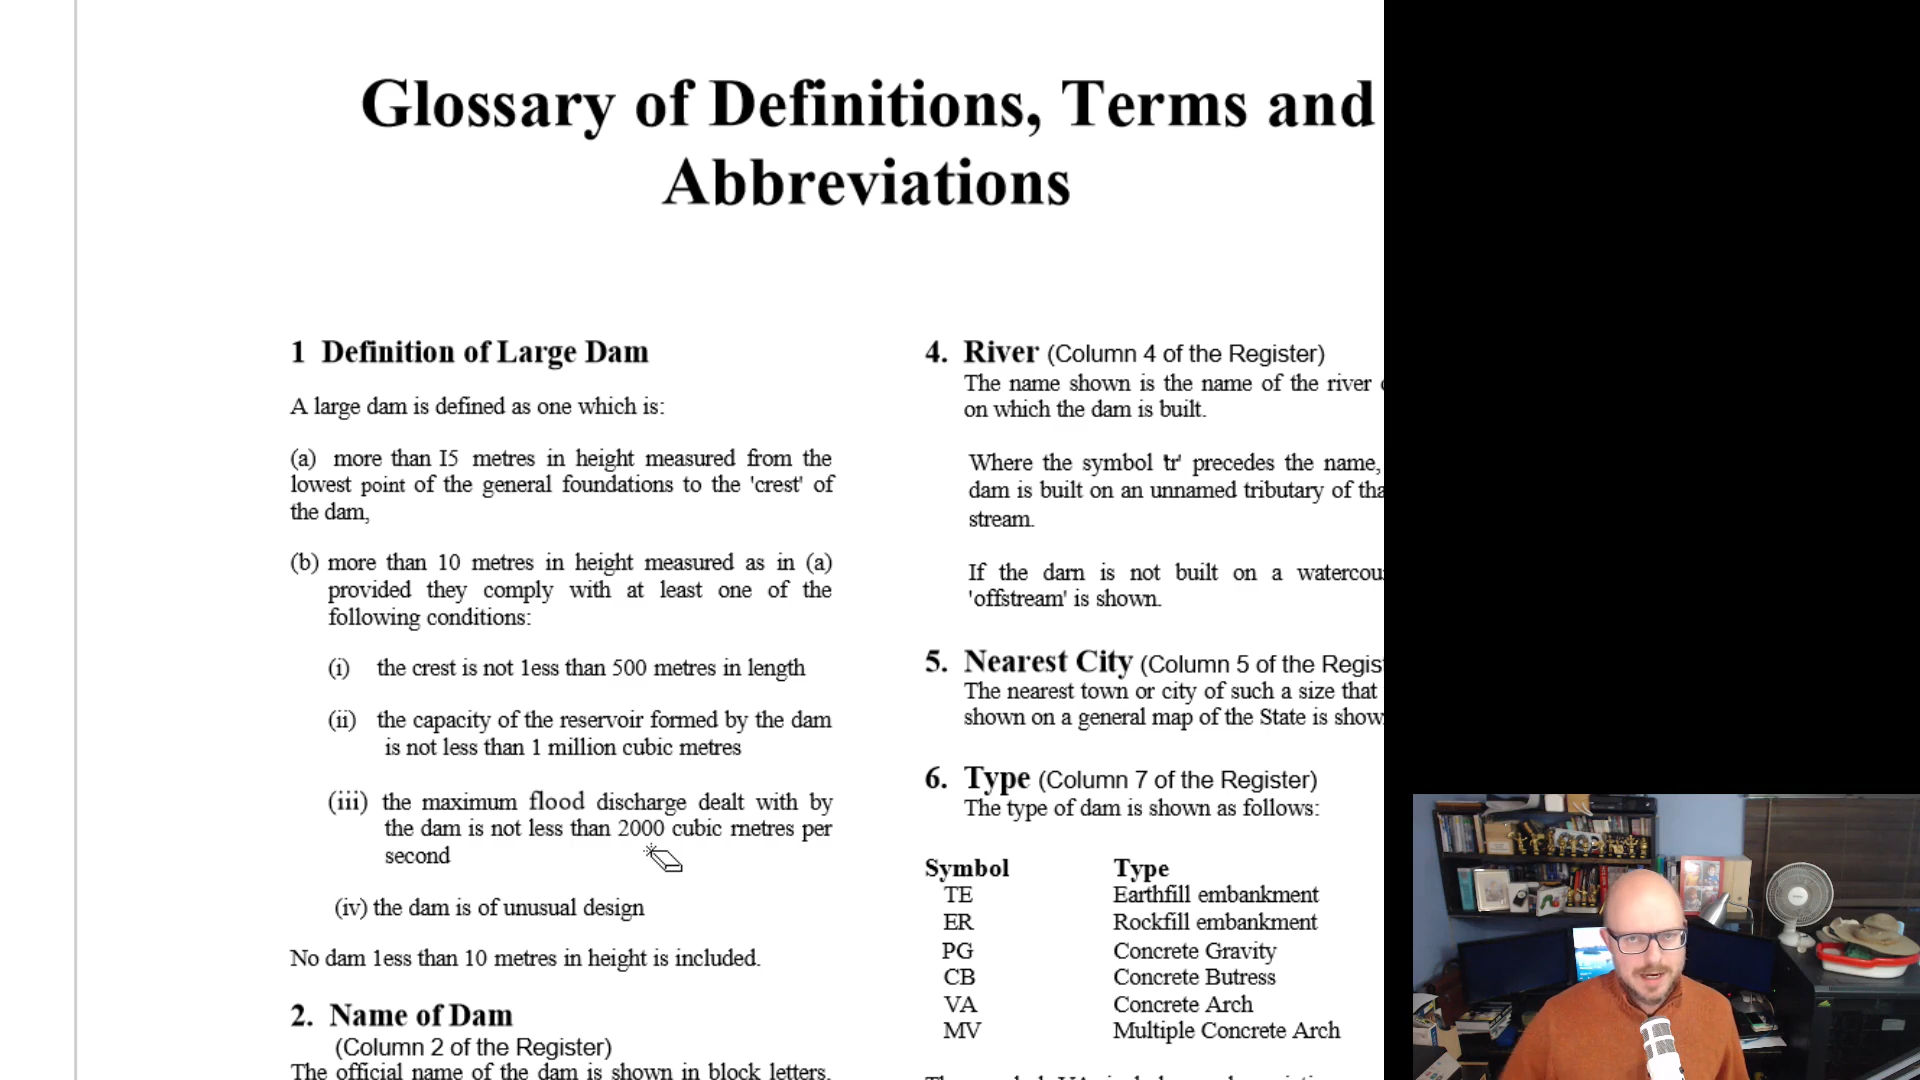 Glossary of Definitions, Terms and
Abbreviations
1 Definition of Large Dam
A large dam is defined as one which is:
(a) more than I5 metres in height measured from the
lowest point of the general foundations to the 'crest' of
the dam,
(b) more than 10 metres in height measured as in (a)
provided they comply with at least one of the
following conditions:
(i) the crest is not 1ess than 500 metres in length
(ii) the capacity of the reservoir formed by the dam
is not less than 1 million cubic metres
(iii) the maximum flood discharge dealt with by
the dam is not less than 2000 cubic rnetres per
second
(iv) the dam is of unusual design
No dam 1ess than 10 metres in height is included.
2. Name of Dam
(Column 2 of the Register)
The official name of the dam is shown in block letters.
4. River (Column 4 of the Register)
The name shown is the name of the river
on which the dam is built.
Where the symbol 'tr' precedes the name,
dam is built on an unnamed tributary of
stream.
If the darn is not built on a
'offstream' is shown.
5. Nearest City (Column 5 of the
The nearest town or city of such a size that
shown on a general map of the State is
6. Type (Column 7 of the Register)
The type of dam is shown as follows:
Symbol Type
TE Earthfill embankment
ER Rockfill embankment
PG Concrete Gravity
CB Concrete Butress
VA Concrete Arch
MV Multiple Concrete Arch